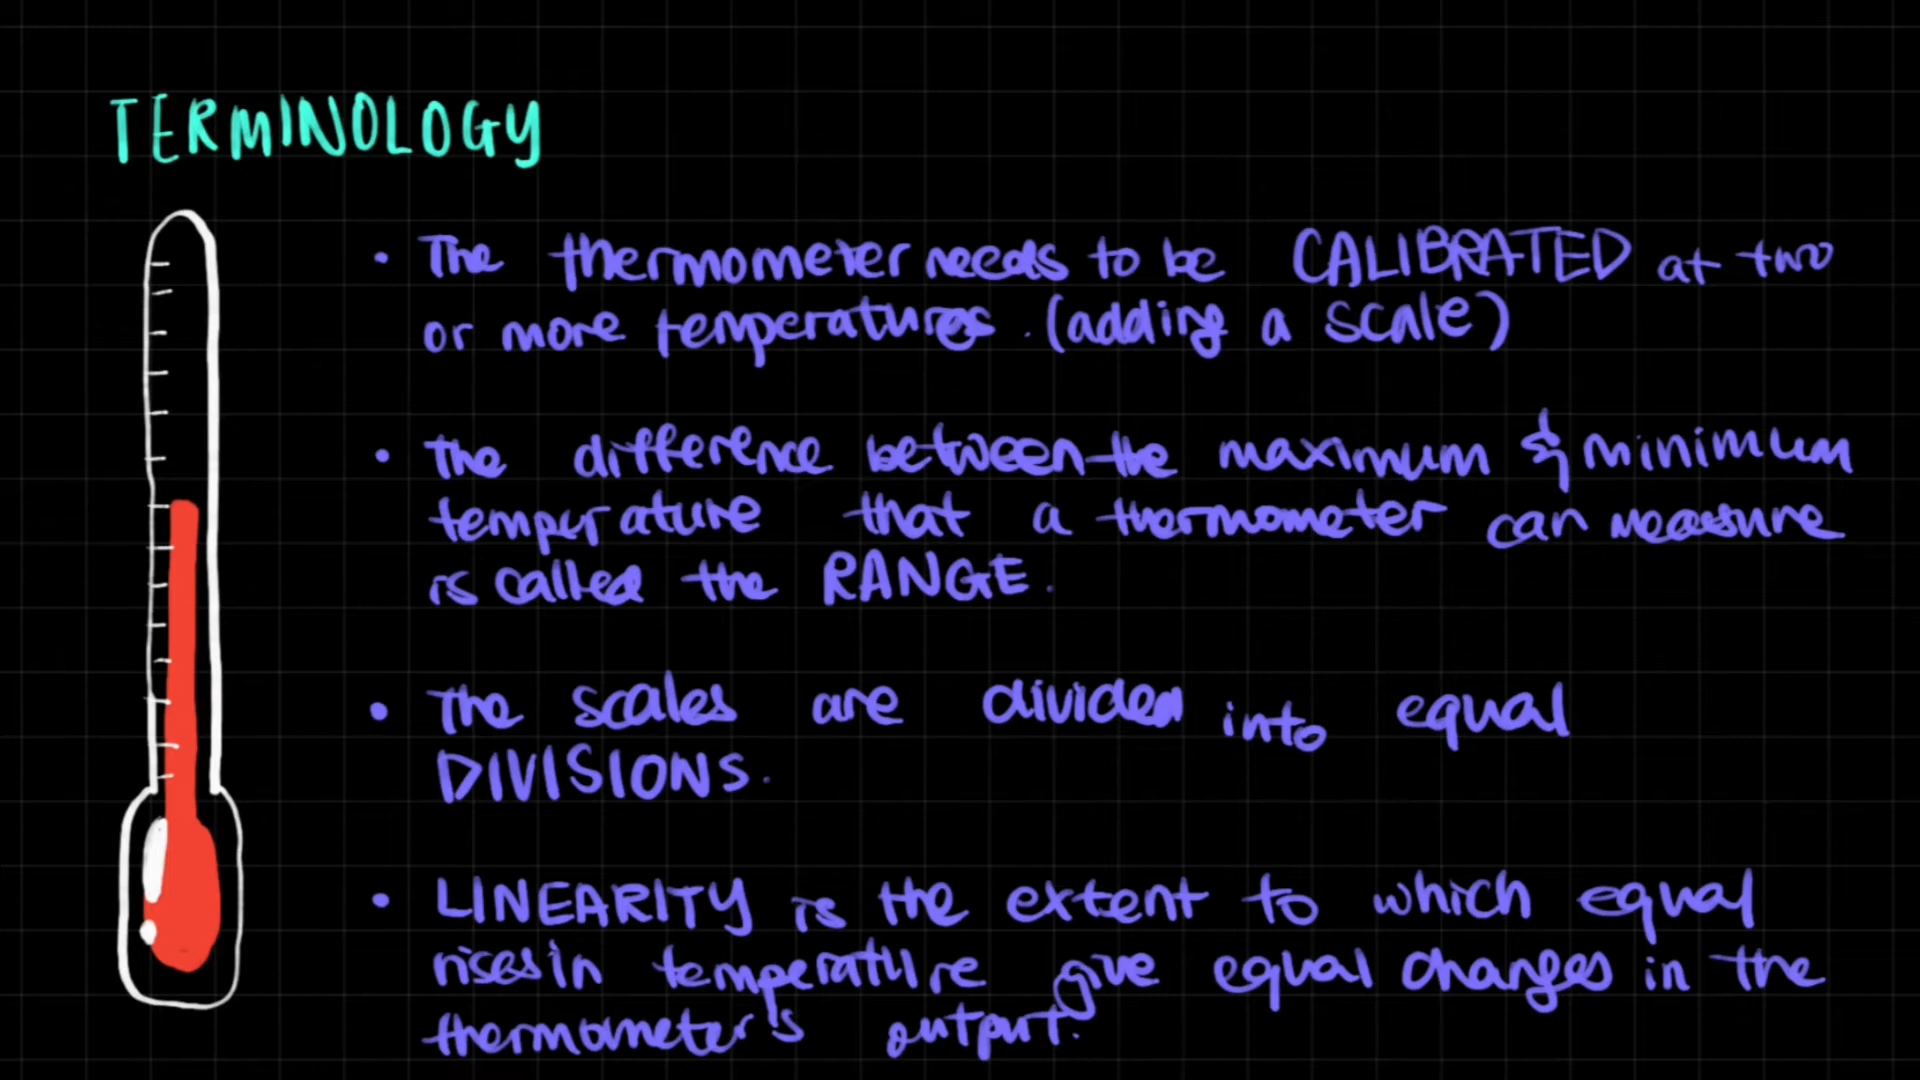 TERMINOLOGY
• The thermometer needs to be CALIBRATED at two
or more temperatures. (adding a scale)
• The difference between the maximum & minimum
temperature that a thermometer can measure
is called the RANGE.
• The scales are divided into equal
DIVISIONS.
• LINEARITY is the extent to which equal
rises in temperature give equal changes in the
thermometer's output.